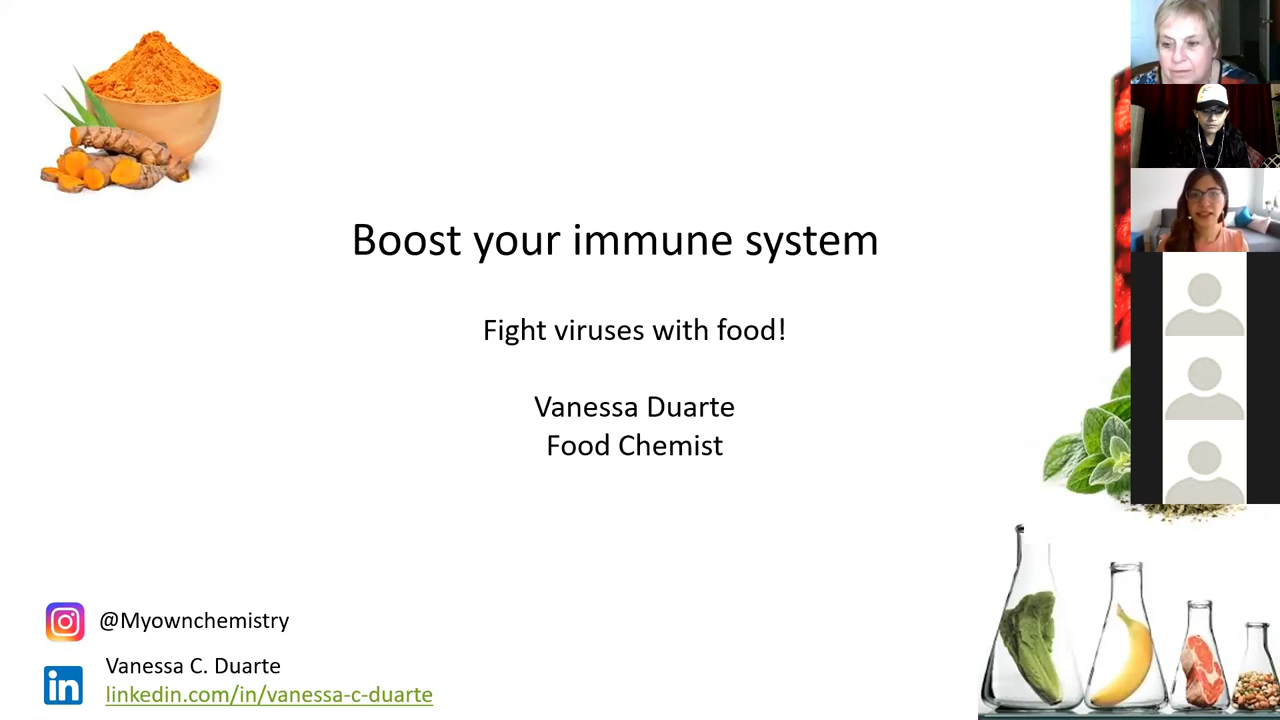 Boost your immune system
Fight viruses with food!
Vanessa Duarte
Food Chemist
@Myownchemistry
in
Vanessa C. Duarte
linkedin.com/in/vanessa-c-duarte